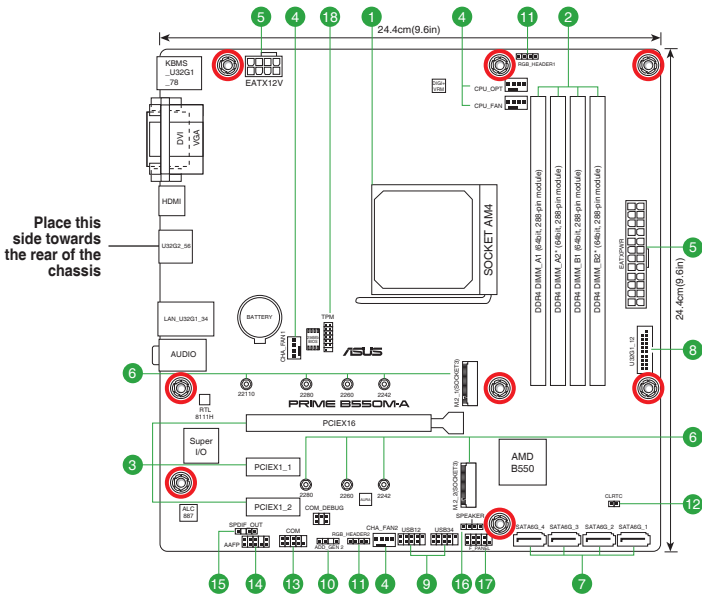 5
4
18
1
11
2
24.4cm(9.6in)
KBMS
_U32G1
_78
EATX12V
DIGI+
VRM
RGB_HEADER1
CPU_OPT
4
CPU_FAN
DVI
VGA
HDMI
U32G2_56
Place this
side towards
the rear of the
chassis
SOCKET AM4
DDR4 DIMM_A1 (64bit, 288-pin module)
DDR4 DIMM_A2* (64bit, 288-pin module)
DDR4 DIMM_B1 (64bit, 288-pin module)
DDR4 DIMM_B2* (64bit, 288-pin module)
EATXPWR
5
24.4cm(9.6in)
LAN_U32G1_34
BATTERY
TPM
CHA_FAN1
AUDIO
ASUS
U32G1_12
8
6
22110
2280
2260
2242
M.2_1(SOCKET3)
PRIME B550M-A
RTL
8111H
PCIEX16
Super
I/O
6
3
PCIEX1_1
AMD
B550
2280
2260
2242
M.2_2(SOCKET3)
ALC
887
PCIEX1_2
COM_DEBUG
CLRTC
12
SPDIF_OUT
AAFP
COM
RGB_HEADER2
ADD_GEN 2
CHA_FAN2
USB12
USB34
SPEAKER
F_PANEL
SATA6G_4
SATA6G_3
SATA6G_2
SATA6G_1
15
14
13
10
11
4
9
16
17
7